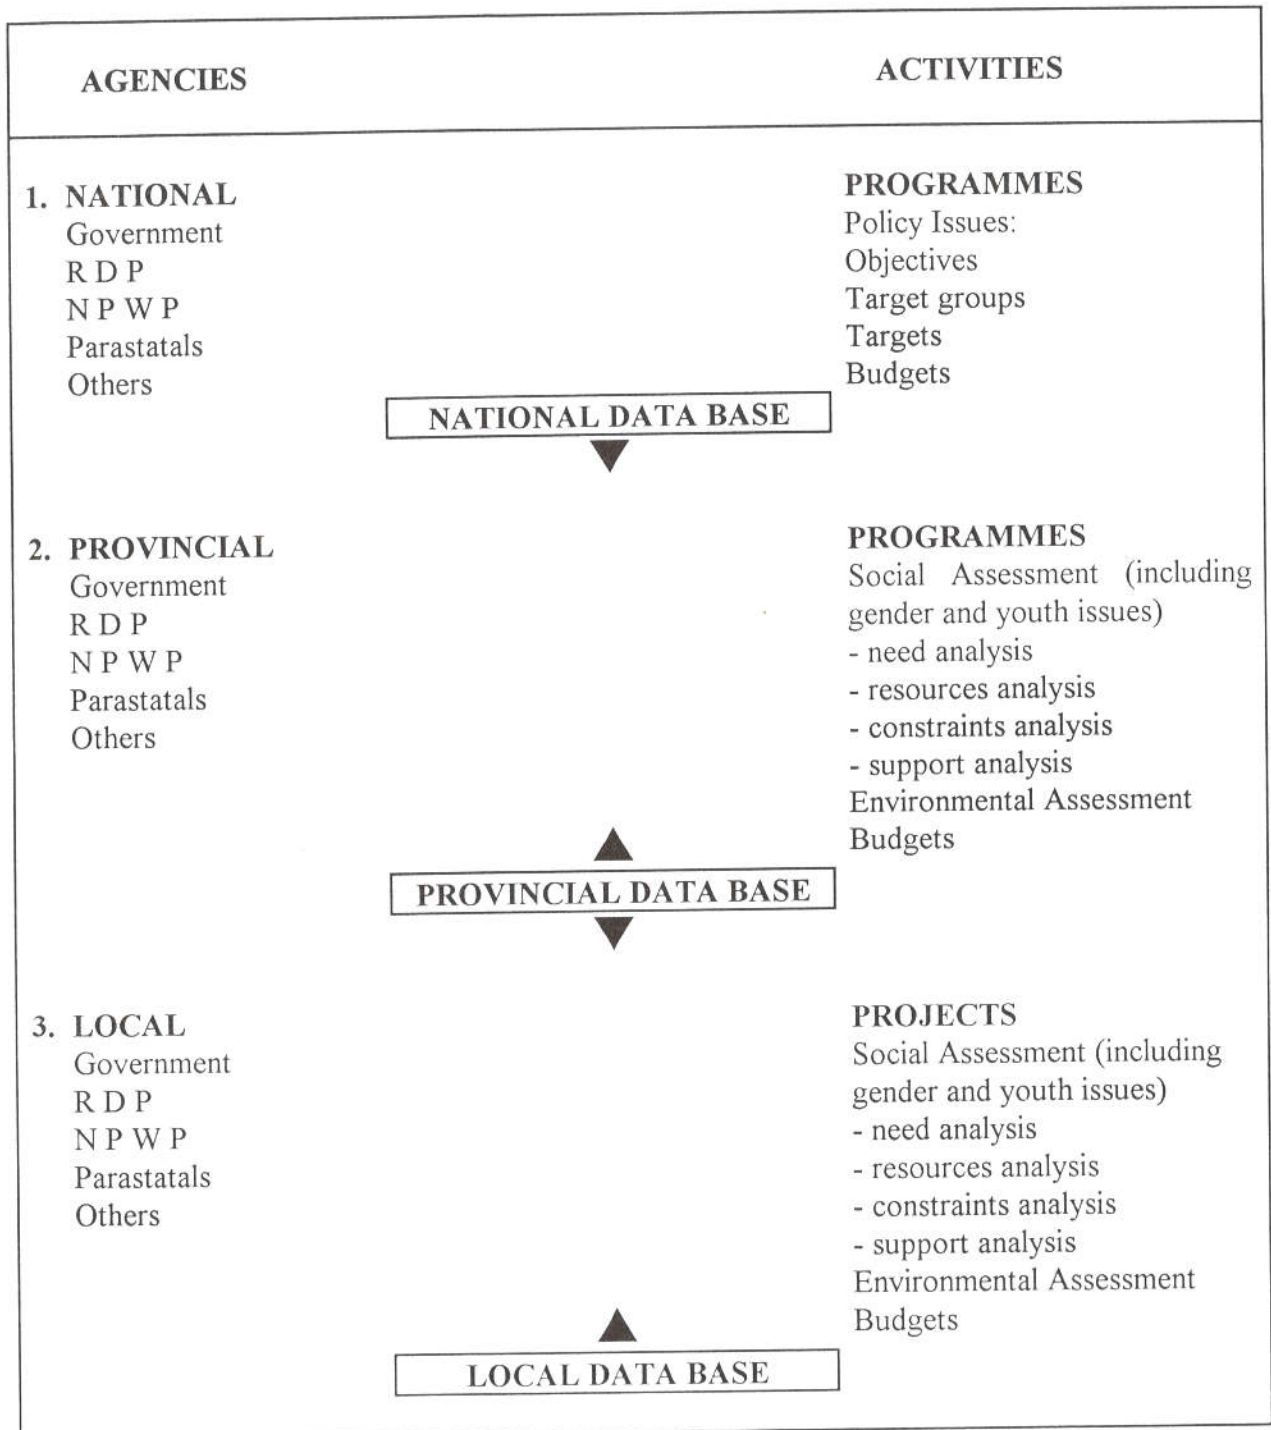 AGENCIES
ACTIVITIES
1. NATIONAL
Government
R D P
N P W P
Parastatals
Others
PROGRAMMES
Policy Issues:
Objectives
Target groups
Targets
Budgets
NATIONAL DATA BASE
2. PROVINCIAL
Government
R D P
N P W P
Parastatals
Others
PROGRAMMES
Social Assessment (including
gender and youth issues)
- need analysis
- resources analysis
- constraints analysis
- support analysis
Environmental Assessment
Budgets
PROVINCIAL DATA BASE
3. LOCAL
Government
R D P
N P W P
Parastatals
Others
PROJECTS
Social Assessment (including
gender and youth issues)
- need analysis
- resources analysis
- constraints analysis
- support analysis
Environmental Assessment
Budgets
LOCAL DATA BASE